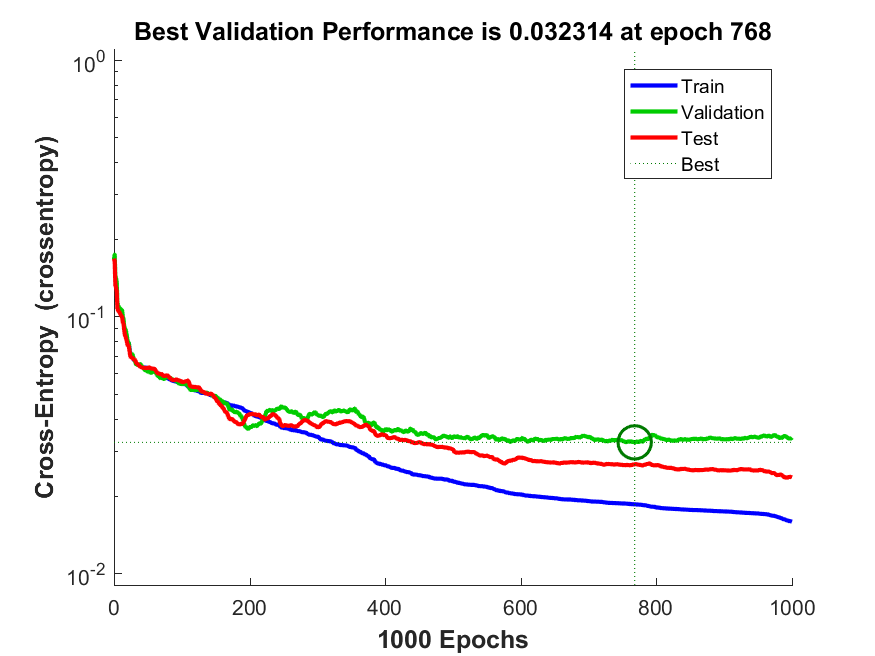 Best Validation Performance is 0.032314 at epoch 768
10^0
10^-1
10^-2
Cross-Entropy (crossentropy)
Train
Validation
Test
Best
0 200 400 600 800 1000
1000 Epochs